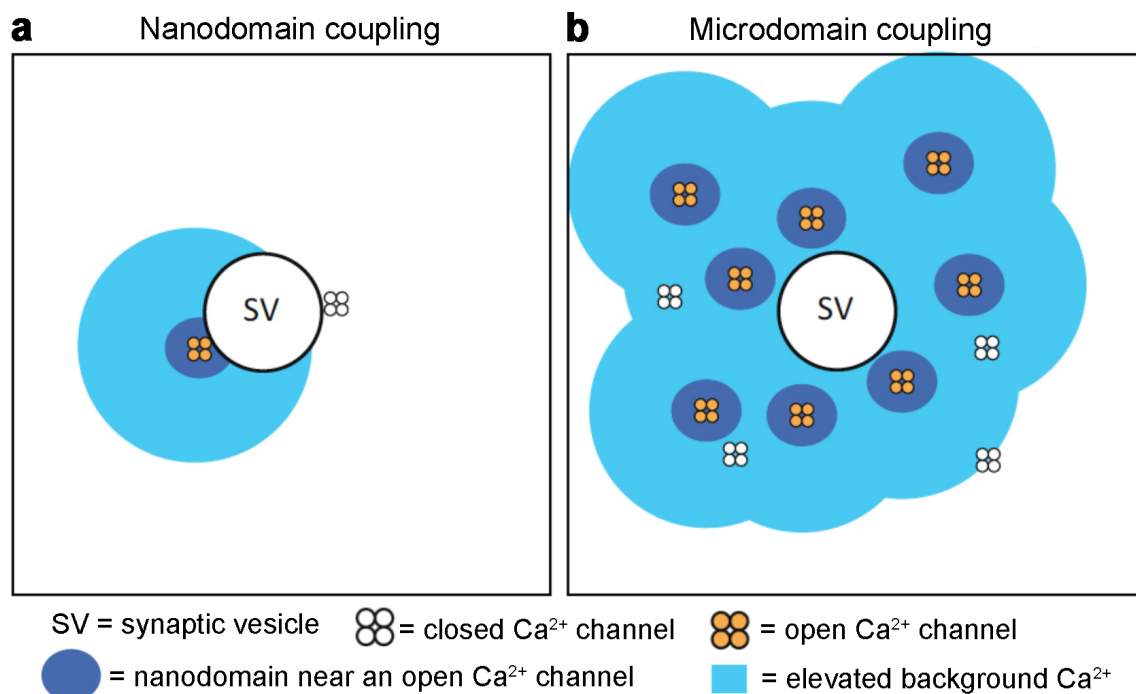 a Nanodomain coupling
b Microdomain coupling
SV
SV
SV = synaptic vesicle = closed Ca²⁺ channel = open Ca²⁺ channel
= nanodomain near an open Ca²⁺ channel = elevated background Ca²⁺